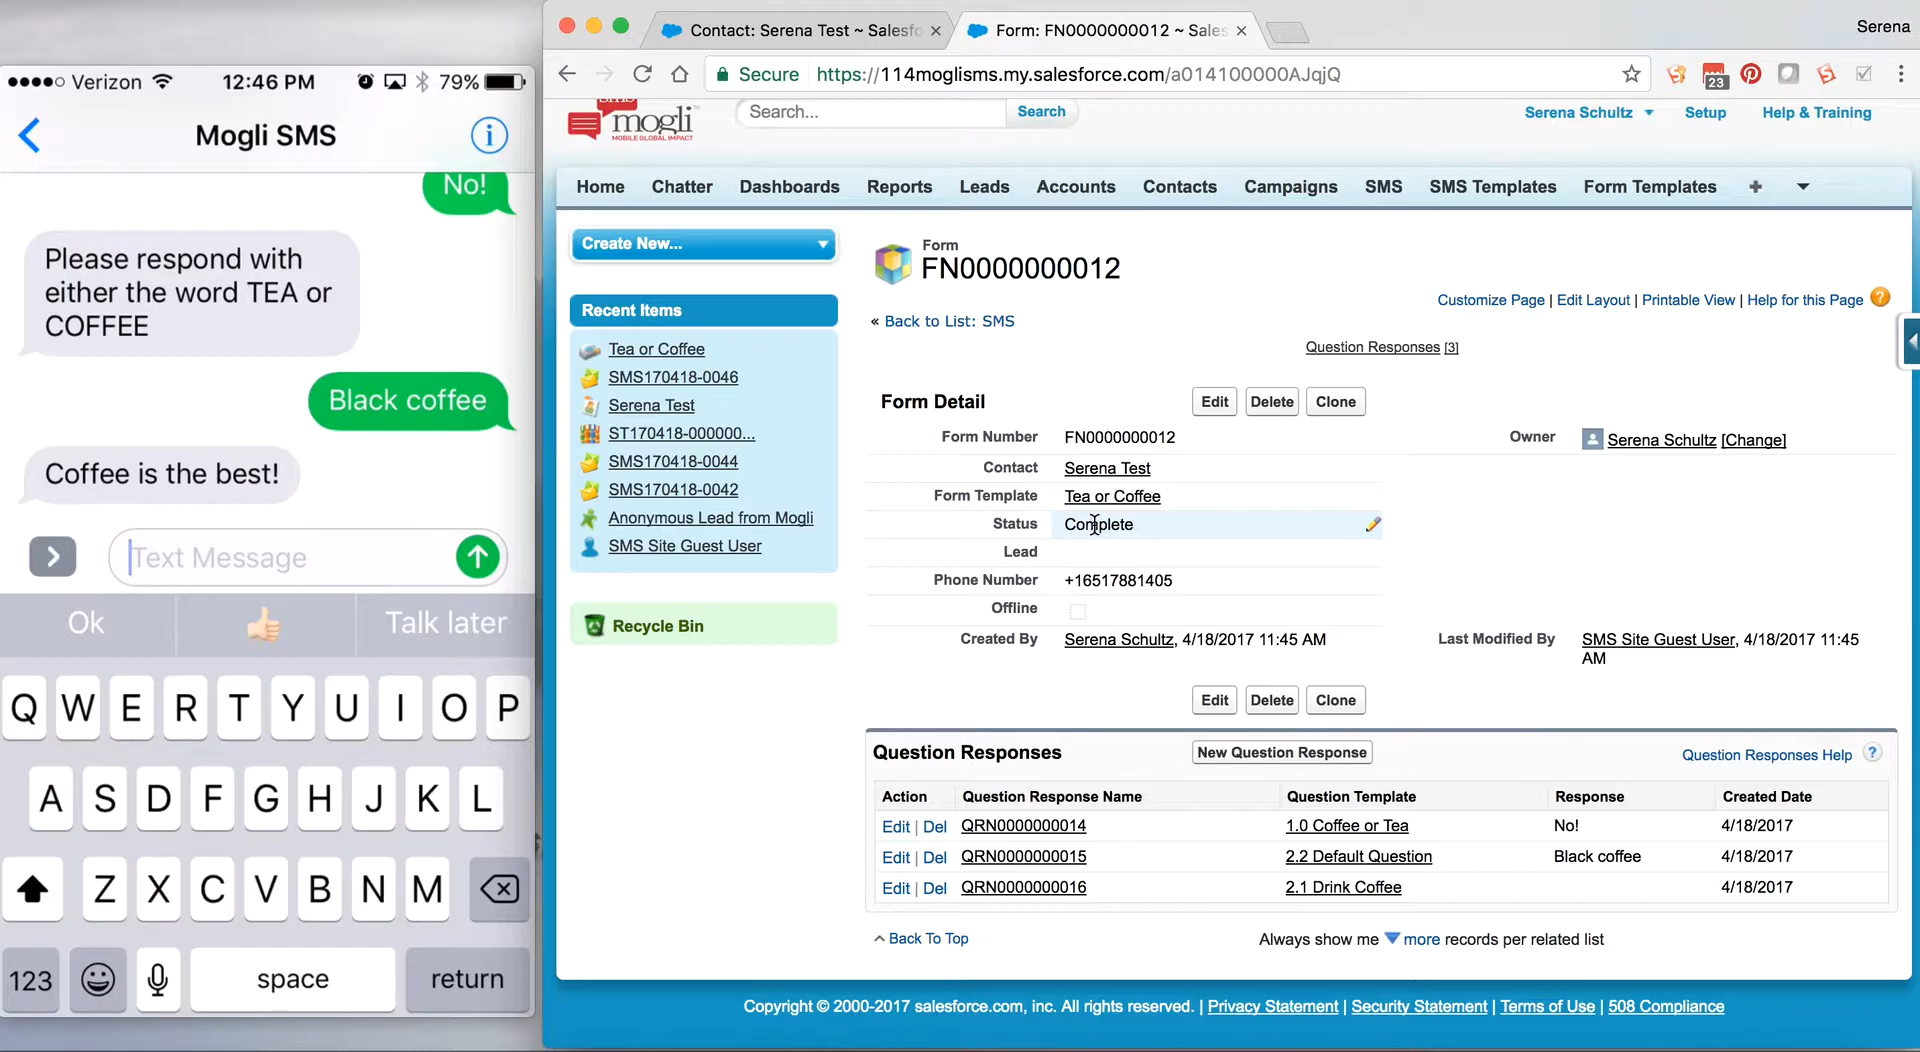 Verizon 12:46 PM 79%
Mogli SMS
No!
Please respond with
either the word TEA or
COFFEE
Black coffee
Coffee is the best!
Text Message
Ok 👍🏼 Talk later
Q W E R T Y U I O P
A S D F G H J K L
Z X C V B N M
123 space return
Contact: Serena Test ~ Salesfo
Form: FN0000000012 ~ Sales
Serena
Secure https://114moglisms.my.salesforce.com/a014100000AJqjQ
23
mogli
MOBILE GLOBAL IMPACT
Search... Search
Serena Schultz Setup Help & Training
Home Chatter Dashboards Reports Leads Accounts Contacts Campaigns SMS SMS Templates Form Templates +
Create New...
Recent Items
Tea or Coffee
SMS170418-0046
Serena Test
ST170418-000000...
SMS170418-0044
SMS170418-0042
Anonymous Lead from Mogli
SMS Site Guest User
Recycle Bin
Form
FN0000000012
Customize Page | Edit Layout | Printable View | Help for this Page ?
« Back to List: SMS
Question Responses [3]
Form Detail Edit Delete Clone
Form Number FN0000000012 Owner Serena Schultz [Change]
Contact Serena Test
Form Template Tea or Coffee
Status Complete
Lead
Phone Number +16517881405
Offline
Created By Serena Schultz, 4/18/2017 11:45 AM Last Modified By SMS Site Guest User, 4/18/2017 11:45
AM
Edit Delete Clone
Question Responses New Question Response Question Responses Help ?
Action Question Response Name Question Template Response Created Date
Edit | Del QRN0000000014 1.0 Coffee or Tea No! 4/18/2017
Edit | Del QRN0000000015 2.2 Default Question Black coffee 4/18/2017
Edit | Del QRN0000000016 2.1 Drink Coffee 4/18/2017
Back To Top Always show me more records per related list
Copyright © 2000-2017 salesforce.com, inc. All rights reserved. | Privacy Statement | Security Statement | Terms of Use | 508 Compliance